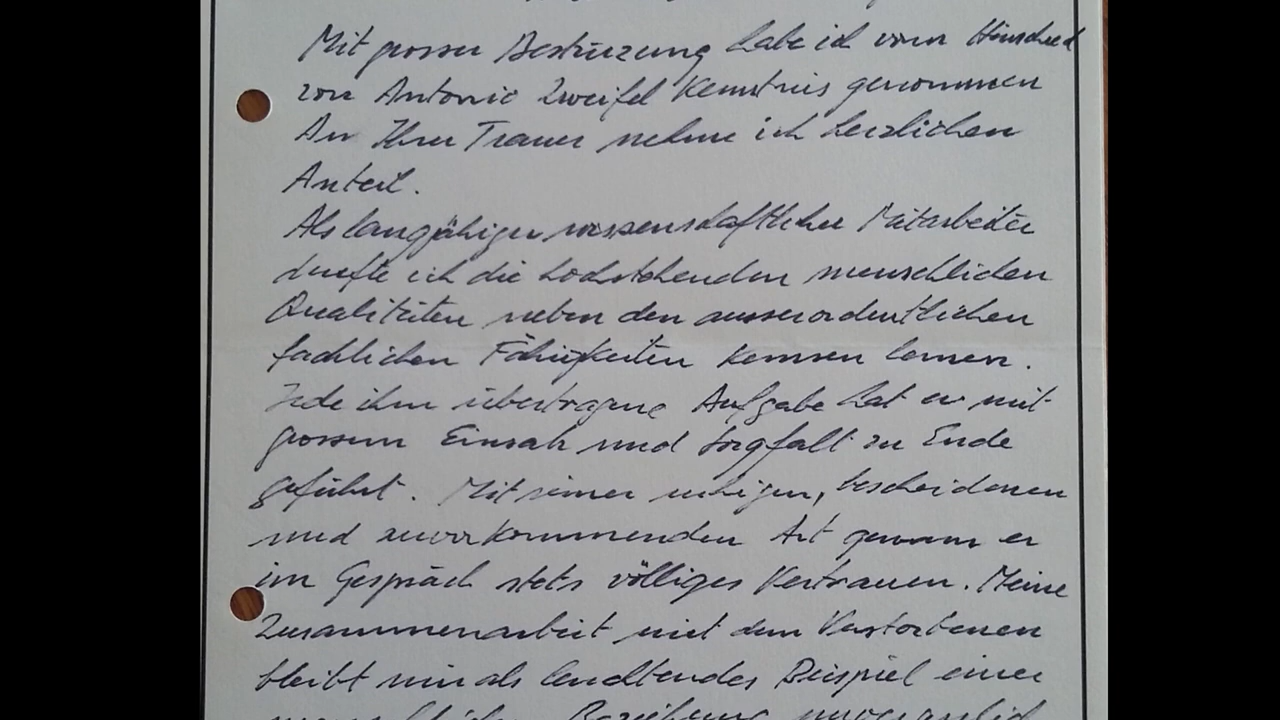 Mit grosser Bestürzung habe ich vom Hinschied
von Antonio Zweifel Kenntnis genommen
An Ihrer Trauer nehme ich herzlichen
Anteil.
Als langjähriger wissenschaftlicher Mitarbeiter
durfte ich die hochstehenden menschlichen
Qualitäten neben den ausserordentlichen
fachlichen Fähigkeiten kennen lernen.
Jede ihm übertragene Aufgabe hat er mit
grossem Einsatz und Sorgfalt zu Ende
geführt. Mit seiner ruhigen, bescheidenen
und zuvorkommenden Art gewann er
im Gespräch stets völliges Vertrauen. Meine
Zusammenarbeit mit dem Verstorbenen
bleibt mir als leuchtendes Beispiel einer
menschlichen Beziehung unvergesslich